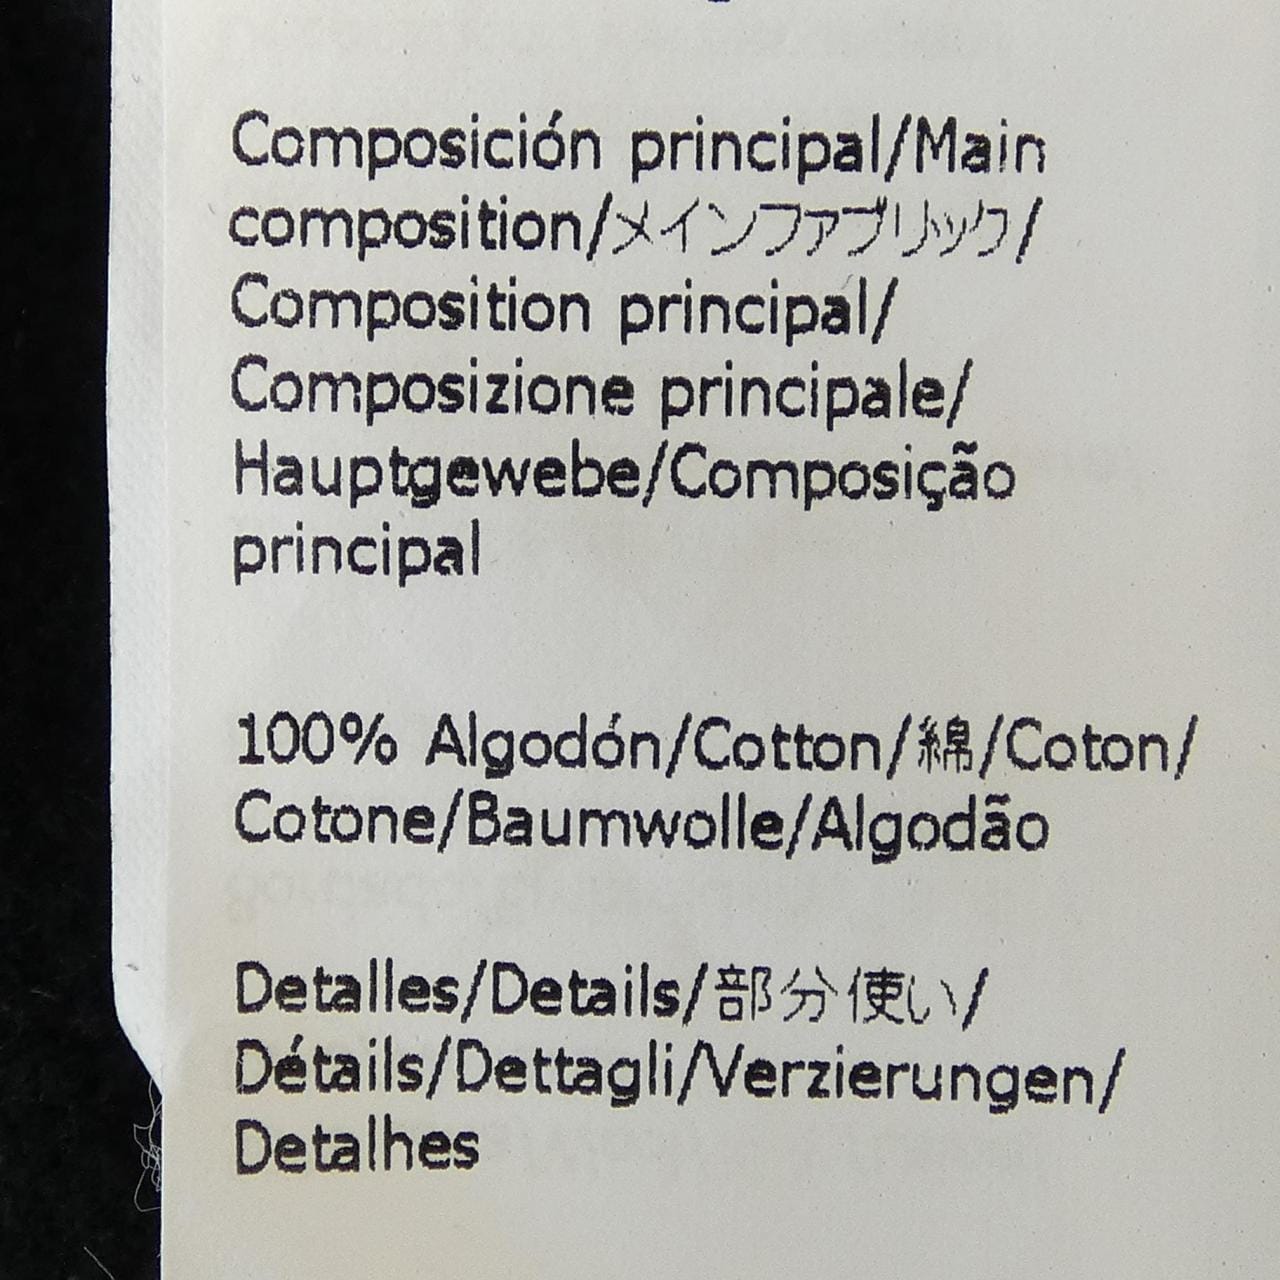 Composición principal/Main
composition/メインファブリック/
Composition principal/
Composizione principale/
Hauptgewebe/Composição
principal
100% Algodón/Cotton/綿/Coton/
Cotone/Baumwolle/Algodão
Detalles/Details/部分使い/
Détails/Dettagli/Verzierungen/
Detalhes